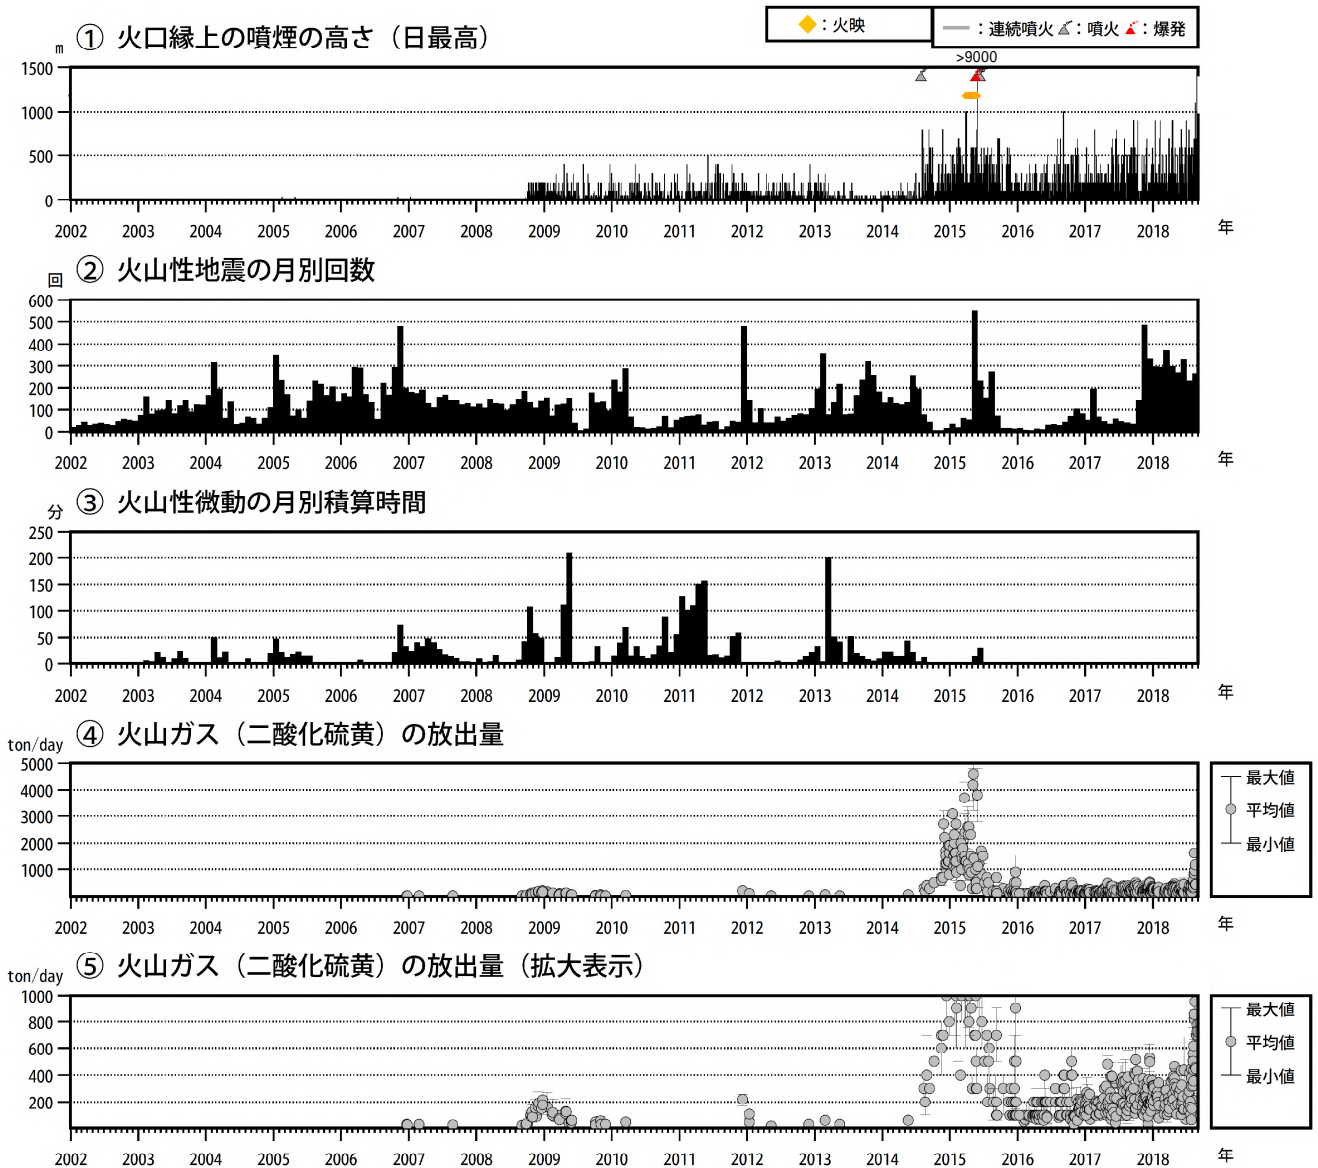 m ① 火口縁上の噴煙の高さ（日最高）
：火映
：連続噴火 ：噴火 ：爆発
>9000
1500
1000
500
0
2002 2003 2004 2005 2006 2007 2008 2009 2010 2011 2012 2013 2014 2015 2016 2017 2018 年
回 ② 火山性地震の月別回数
600
500
400
300
200
100
0
2002 2003 2004 2005 2006 2007 2008 2009 2010 2011 2012 2013 2014 2015 2016 2017 2018 年
分 ③ 火山性微動の月別積算時間
250
200
150
100
50
0
2002 2003 2004 2005 2006 2007 2008 2009 2010 2011 2012 2013 2014 2015 2016 2017 2018 年
ton/day ④ 火山ガス（二酸化硫黄）の放出量
5000
4000
3000
2000
1000
最大値
平均値
最小値
2002 2003 2004 2005 2006 2007 2008 2009 2010 2011 2012 2013 2014 2015 2016 2017 2018 年
ton/day ⑤ 火山ガス（二酸化硫黄）の放出量（拡大表示）
1000
800
600
400
200
最大値
平均値
最小値
2002 2003 2004 2005 2006 2007 2008 2009 2010 2011 2012 2013 2014 2015 2016 2017 2018 年